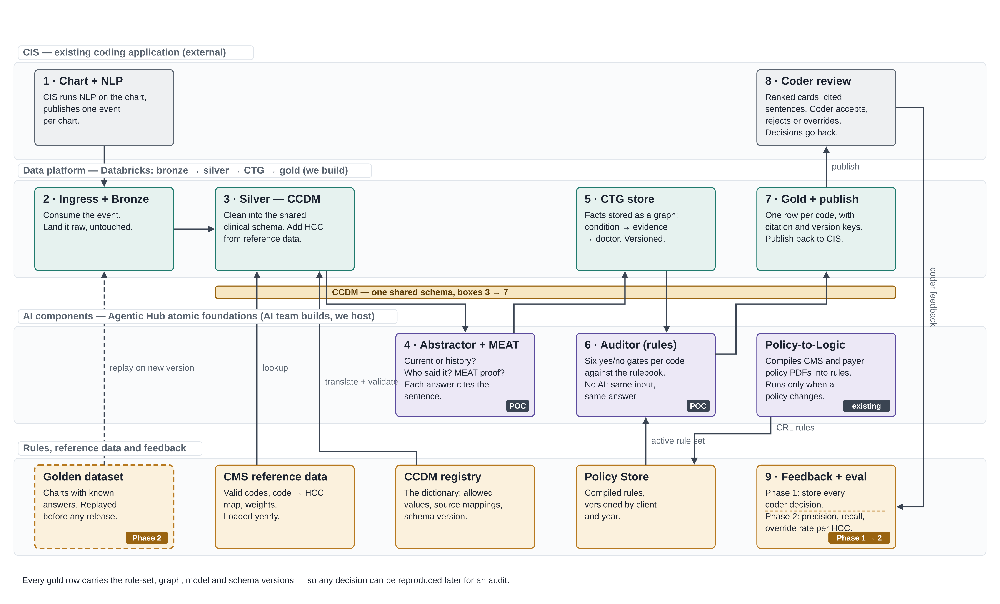 CIS — existing coding application (external)
1 · Chart + NLP
CIS runs NLP on the chart,
publishes one event
per chart.
8 · Coder review
Ranked cards, cited
sentences. Coder accepts,
rejects or overrides.
Decisions go back.
publish
Data platform — Databricks: bronze → silver → CTG → gold (we build)
2 · Ingress + Bronze
Consume the event.
Land it raw, untouched.
3 · Silver — CCDM
Clean into the shared
clinical schema. Add HCC
from reference data.
5 · CTG store
Facts stored as a graph:
condition → evidence
→ doctor. Versioned.
7 · Gold + publish
One row per code, with
citation and version keys.
Publish back to CIS.
coder feedback
CCDM — one shared schema, boxes 3 → 7
AI components — Agentic Hub atomic foundations (AI team builds, we host)
replay on new version
lookup
translate + validate
4 · Abstractor + MEAT
Current or history?
Who said it? MEAT proof?
Each answer cites the
sentence.
POC
6 · Auditor (rules)
Six yes/no gates per code
against the rulebook.
No AI: same input,
same answer.
POC
Policy-to-Logic
Compiles CMS and payer
policy PDFs into rules.
Runs only when a
policy changes.
existing
CRL rules
active rule set
Rules, reference data and feedback
Golden dataset
Charts with known
answers. Replayed
before any release.
Phase 2
CMS reference data
Valid codes, code → HCC
map, weights.
Loaded yearly.
CCDM registry
The dictionary: allowed
values, source mappings,
schema version.
Policy Store
Compiled rules,
versioned by client
and year.
9 · Feedback + eval
Phase 1: store every
coder decision.
Phase 2: precision, recall,
override rate per HCC.
Phase 1 → 2
Every gold row carries the rule-set, graph, model and schema versions — so any decision can be reproduced later for an audit.